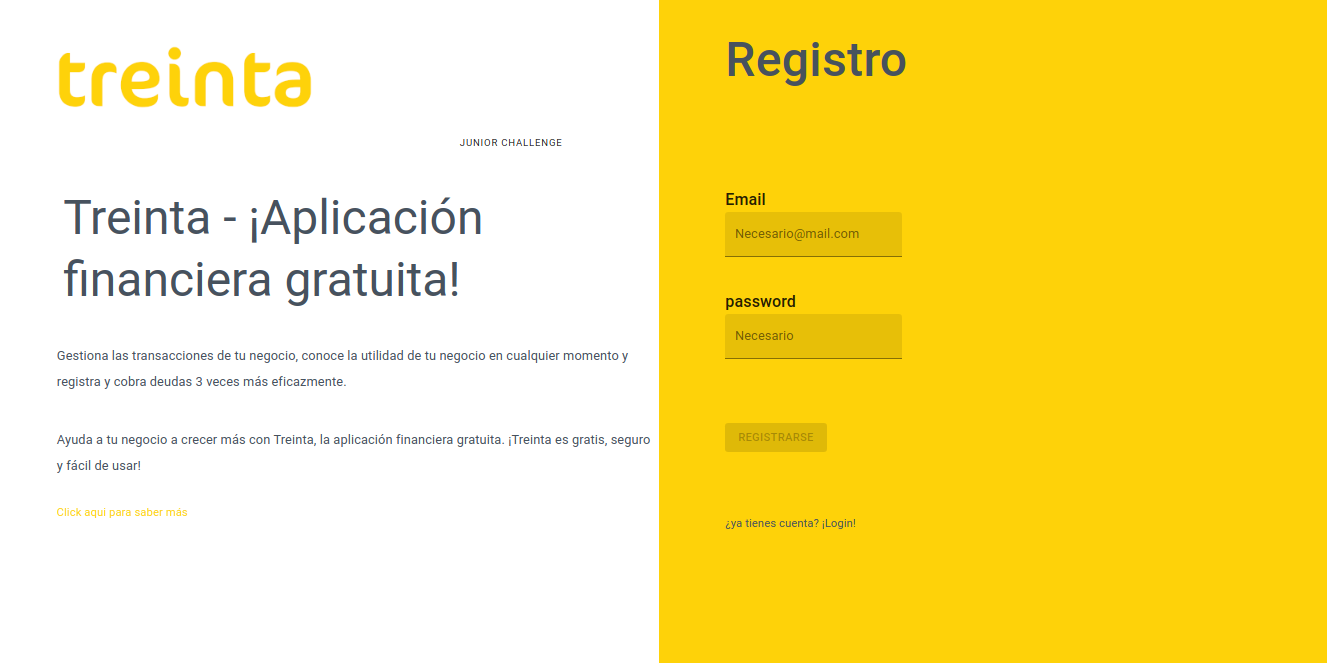 treinta
JUNIOR CHALLENGE
Treinta - ¡Aplicación
financiera gratuita!
Gestiona las transacciones de tu negocio, conoce la utilidad de tu negocio en cualquier momento y
registra y cobra deudas 3 veces más eficazmente.
Ayuda a tu negocio a crecer más con Treinta, la aplicación financiera gratuita. ¡Treinta es gratis, seguro
y fácil de usar!
Click aquí para saber más
Registro
Email
Necesario@mail.com
password
Necesario
REGISTRARSE
¿ya tienes cuenta? ¡Login!